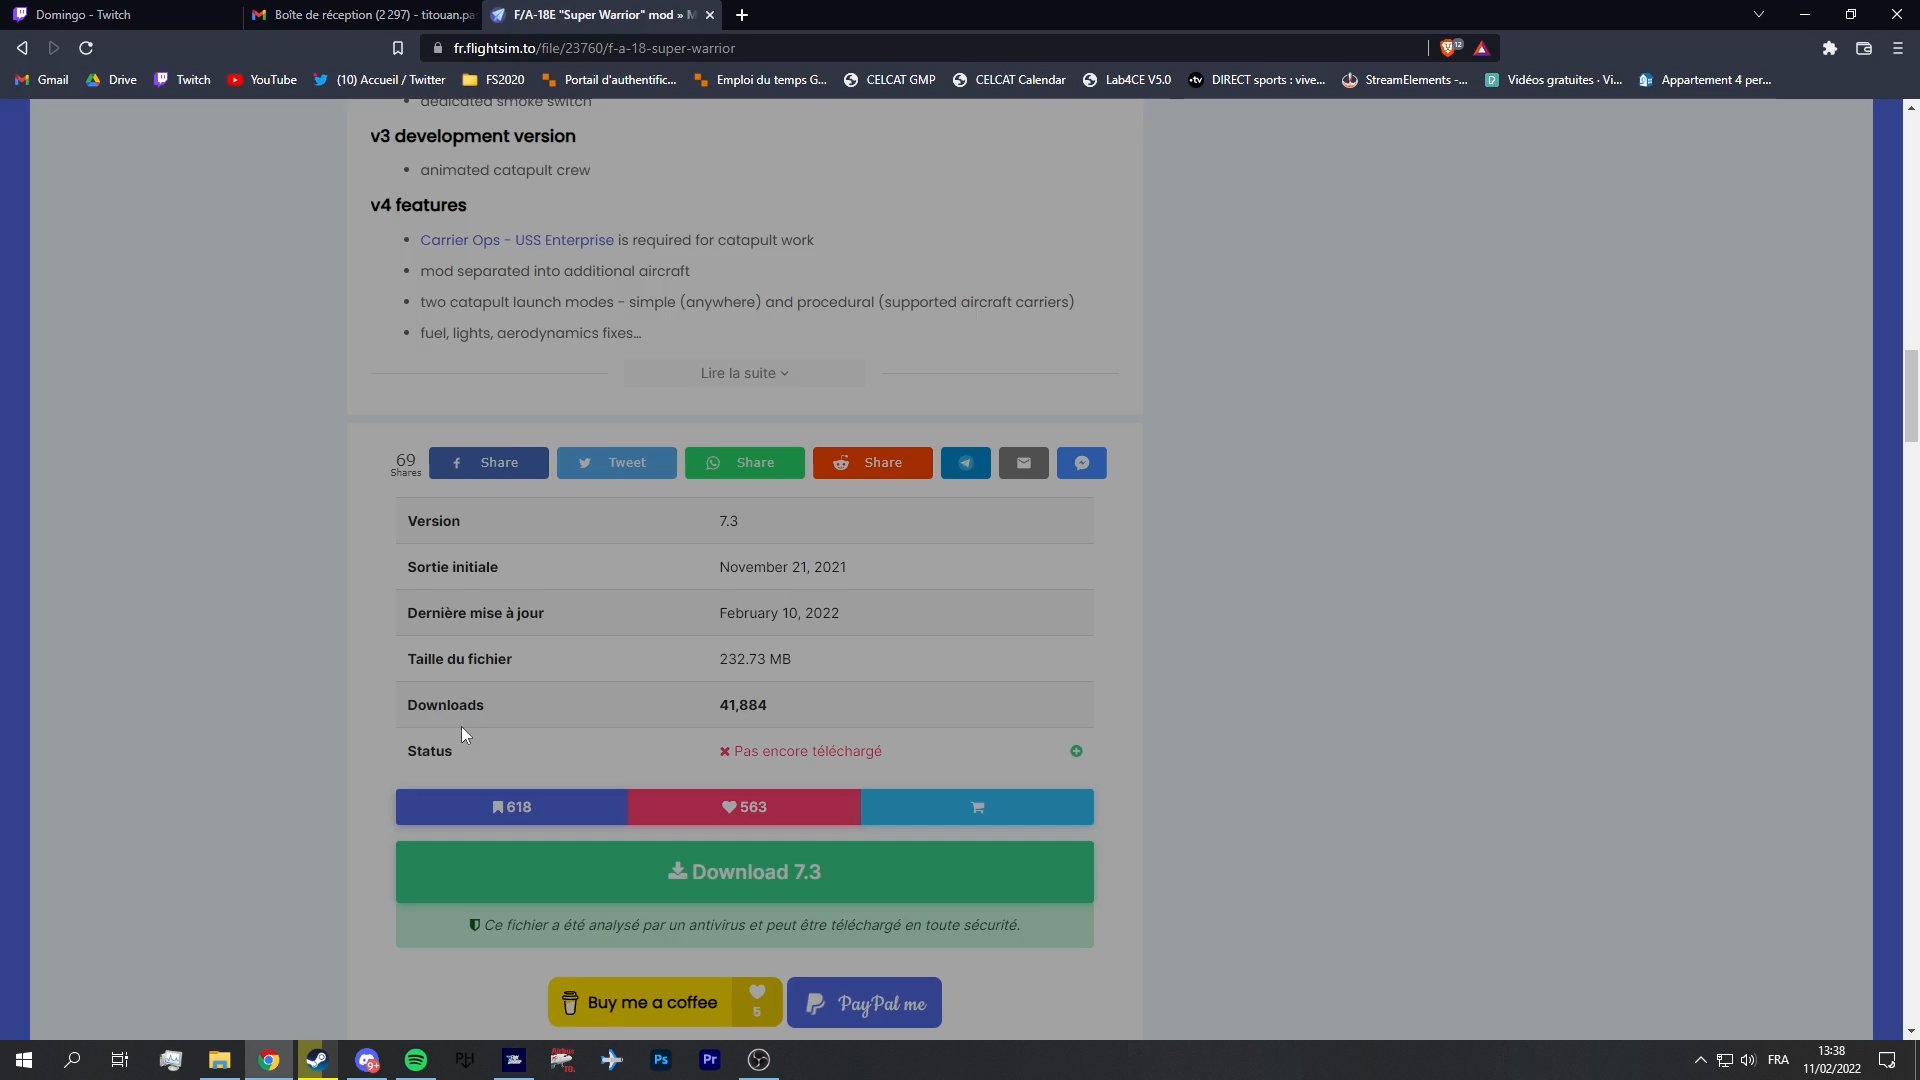 Domingo - Twitch
Boîte de réception (2 297) - titouan.pa
F/A-18E "Super Warrior" mod » M
fr.flightsim.to/file/23760/f-a-18-super-warrior
12
Gmail
Drive
Twitch
YouTube
(10) Accueil / Twitter
FS2020
Portail d'authentific...
Emploi du temps G...
CELCAT GMP
CELCAT Calendar
Lab4CE V5.0
DIRECT sports : vive...
StreamElements -...
Vidéos gratuites · Vi...
Appartement 4 per...
dedicated smoke switch
v3 development version
animated catapult crew
v4 features
Carrier Ops - USS Enterprise is required for catapult work
mod separated into additional aircraft
two catapult launch modes - simple (anywhere) and procedural (supported aircraft carriers)
fuel, lights, aerodynamics fixes...
Lire la suite
69
Shares
Share
Tweet
Share
Share
Version 7.3
Sortie initiale November 21, 2021
Dernière mise à jour February 10, 2022
Taille du fichier 232.73 MB
Downloads 41,884
Status Pas encore téléchargé
618
563
Download 7.3
Ce fichier a été analysé par un antivirus et peut être téléchargé en toute sécurité.
Buy me a coffee
5
PayPal me
9+
Ps
Pr
FRA
13:38
11/02/2022